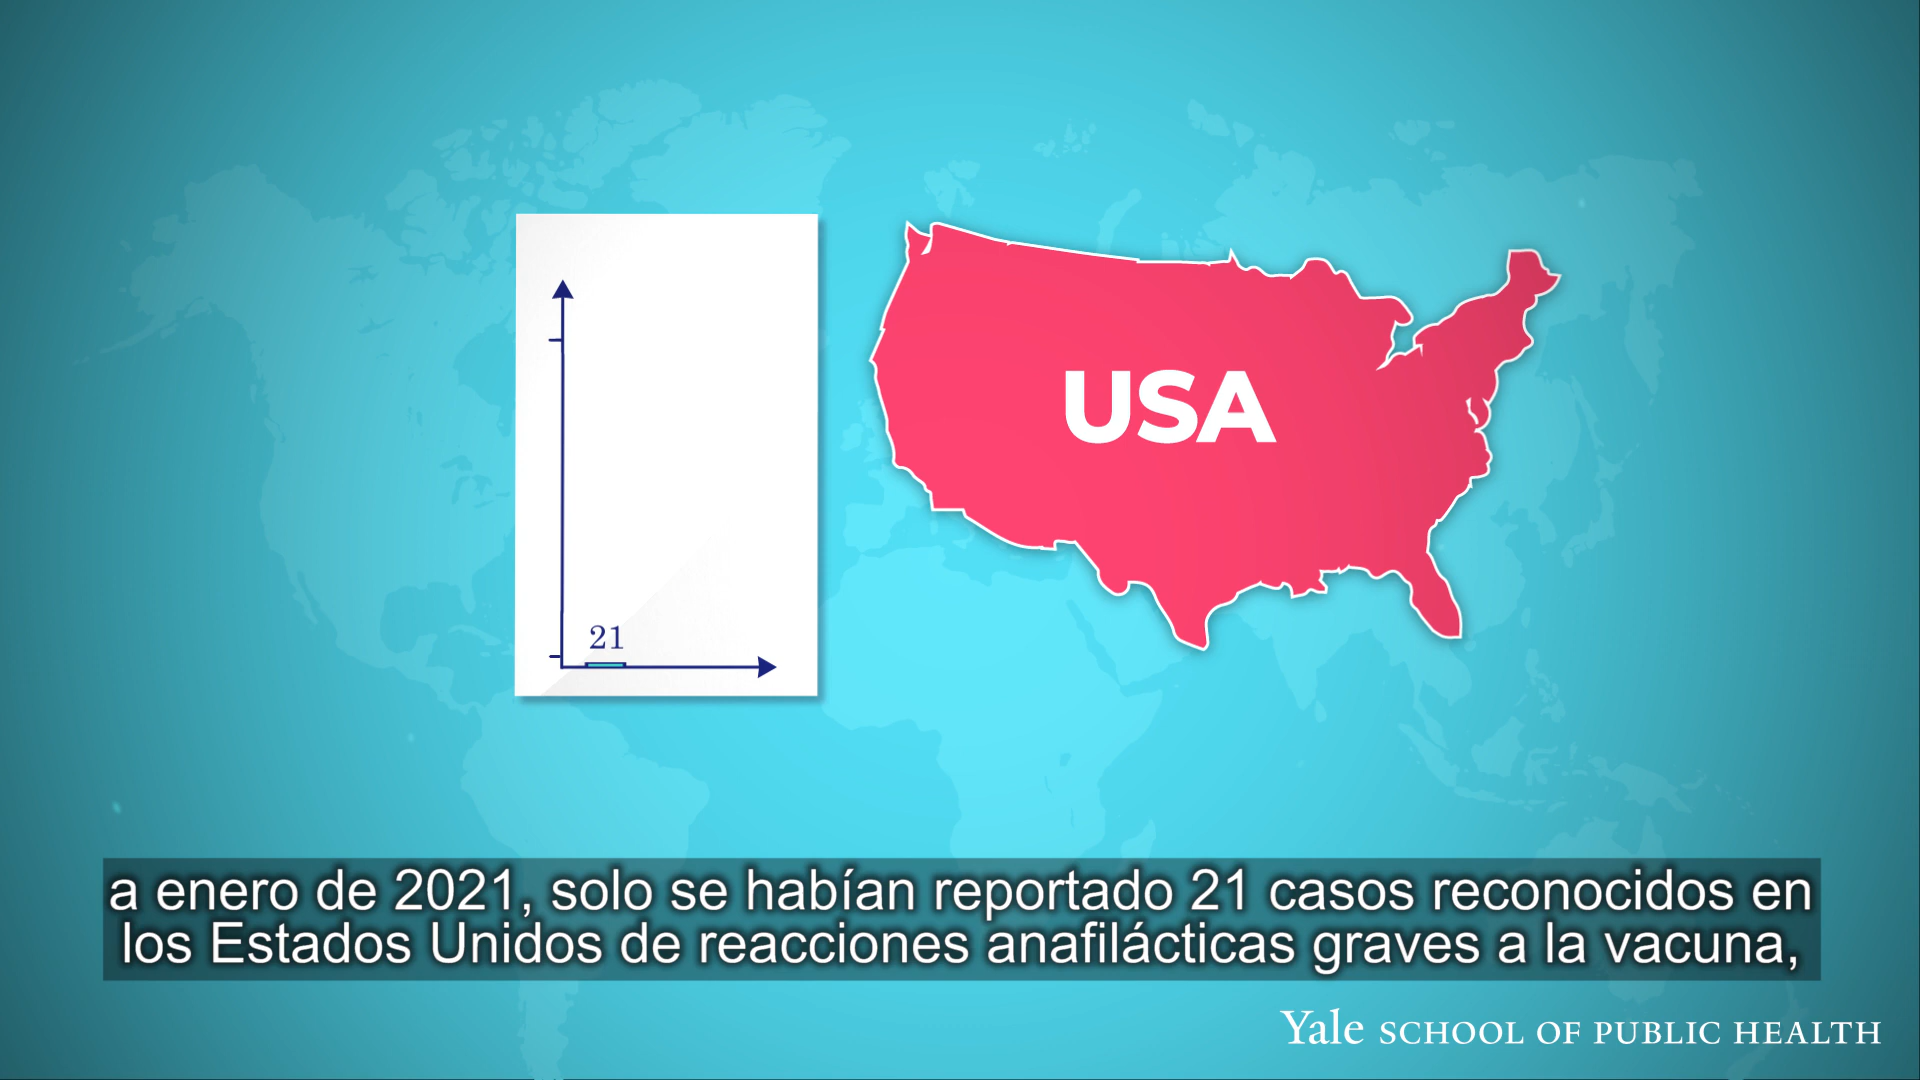 USA
21
a enero de 2021, solo se habían reportado 21 casos reconocidos en
los Estados Unidos de reacciones anafilácticas graves a la vacuna,
Yale SCHOOL OF PUBLIC HEALTH